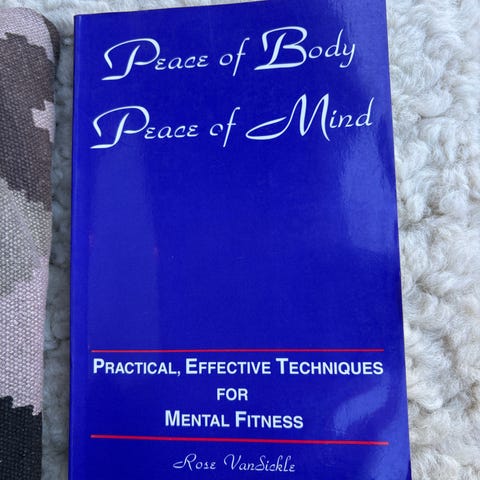 Peace of Body
Peace of Mind
PRACTICAL, EFFECTIVE TECHNIQUES
FOR
MENTAL FITNESS
Rose VanSickle